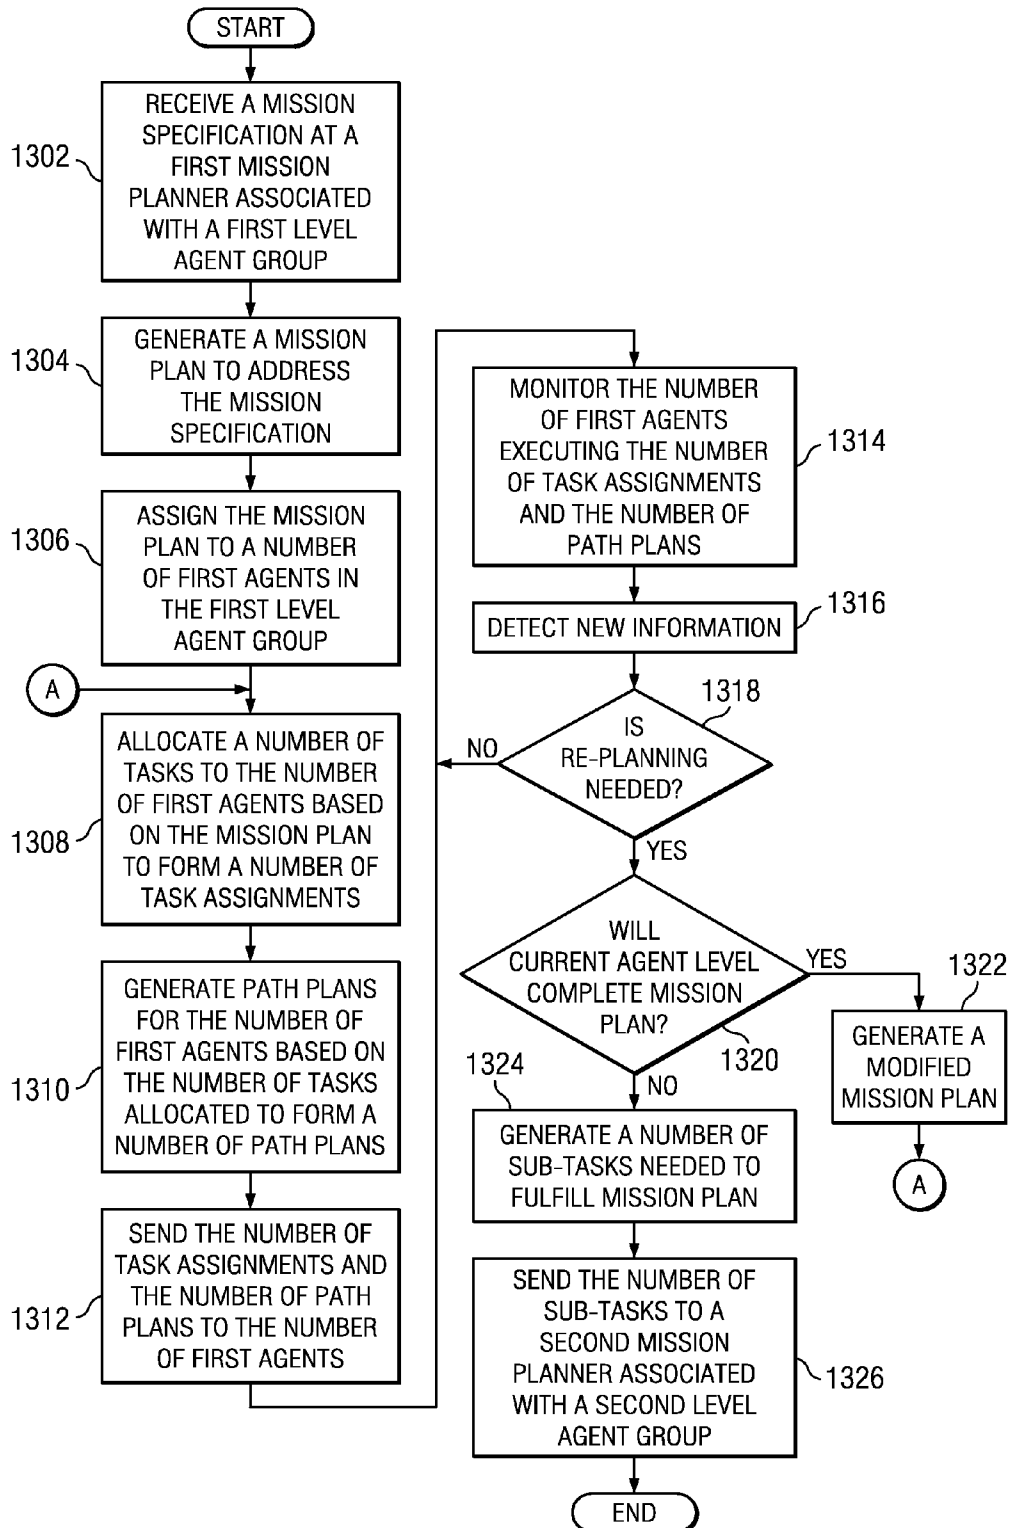 START
1302
RECEIVE A MISSION
SPECIFICATION AT A
FIRST MISSION
PLANNER ASSOCIATED
WITH A FIRST LEVEL
AGENT GROUP
1304
GENERATE A MISSION
PLAN TO ADDRESS
THE MISSION
SPECIFICATION
1306
ASSIGN THE MISSION
PLAN TO A NUMBER
OF FIRST AGENTS IN
THE FIRST LEVEL
AGENT GROUP
A
1308
ALLOCATE A NUMBER OF
TASKS TO THE NUMBER
OF FIRST AGENTS BASED
ON THE MISSION PLAN
TO FORM A NUMBER OF
TASK ASSIGNMENTS
1310
GENERATE PATH PLANS
FOR THE NUMBER OF
FIRST AGENTS BASED ON
THE NUMBER OF TASKS
ALLOCATED TO FORM A
NUMBER OF PATH PLANS
1312
SEND THE NUMBER OF
TASK ASSIGNMENTS AND
THE NUMBER OF PATH
PLANS TO THE NUMBER
OF FIRST AGENTS
MONITOR THE NUMBER
OF FIRST AGENTS
EXECUTING THE NUMBER
OF TASK ASSIGNMENTS
AND THE NUMBER OF
PATH PLANS
1314
DETECT NEW INFORMATION
1316
1318
IS
RE-PLANNING
NEEDED?
NO
YES
WILL
CURRENT AGENT LEVEL
COMPLETE MISSION
PLAN?
1320
YES
1322
GENERATE A
MODIFIED
MISSION PLAN
A
NO
1324
GENERATE A NUMBER OF
SUB-TASKS NEEDED TO
FULFILL MISSION PLAN
SEND THE NUMBER OF
SUB-TASKS TO A
SECOND MISSION
PLANNER ASSOCIATED
WITH A SECOND LEVEL
AGENT GROUP
1326
END